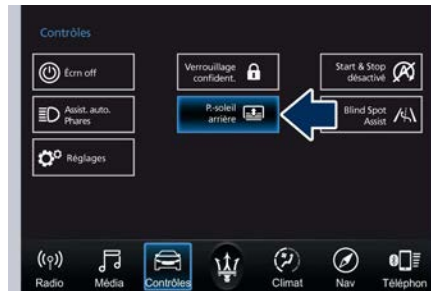 Contrôles
Écrn off
Verrouillage
confident.
Start & Stop
désactivé
Assist. auto.
Phares
P.-soleil
arrière
Blind Spot
Assist
Réglages
Radio
Média
Contrôles
Climat
Nav
Téléphon